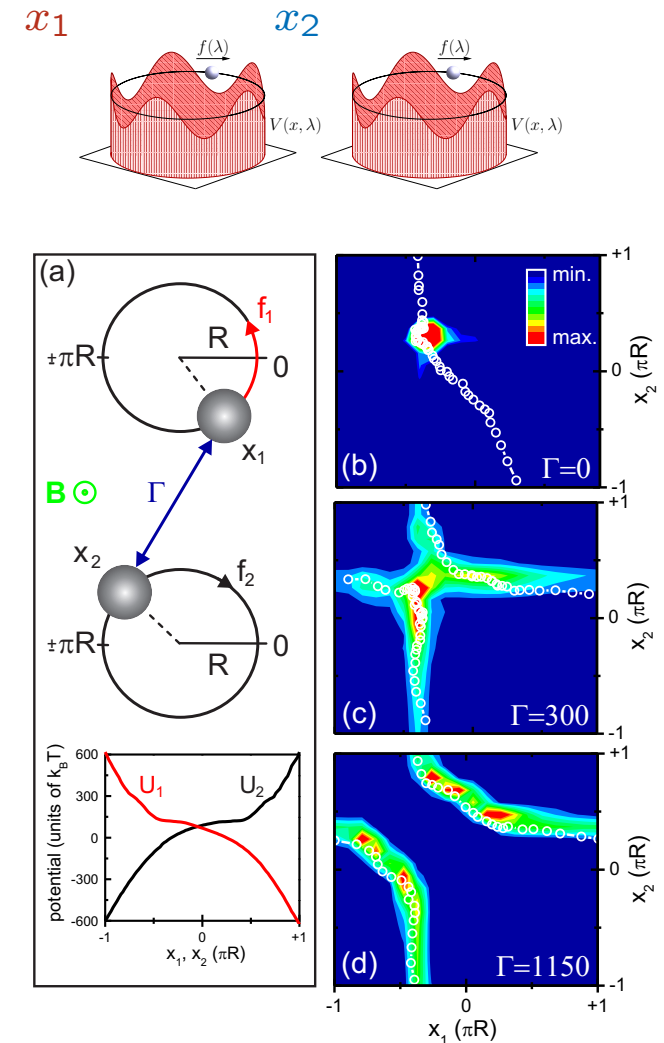 x₁ x₂
f(λ) f(λ)
V(x, λ) V(x, λ)
(a)
f₁
R
±πR 0
x₁
B ⊙ Γ
x₂
f₂
±πR 0
R
potential (units of k_BT)
600
300
0
-300
-600
U₁ U₂
-1 0 +1
x₁, x₂ (πR)
min.
max.
(b) Γ=0
+1
0
-1
x₂ (πR)
(c) Γ=300
+1
0
-1
x₂ (πR)
(d) Γ=1150
+1
0
-1
x₂ (πR)
-1 0 +1
x₁ (πR)